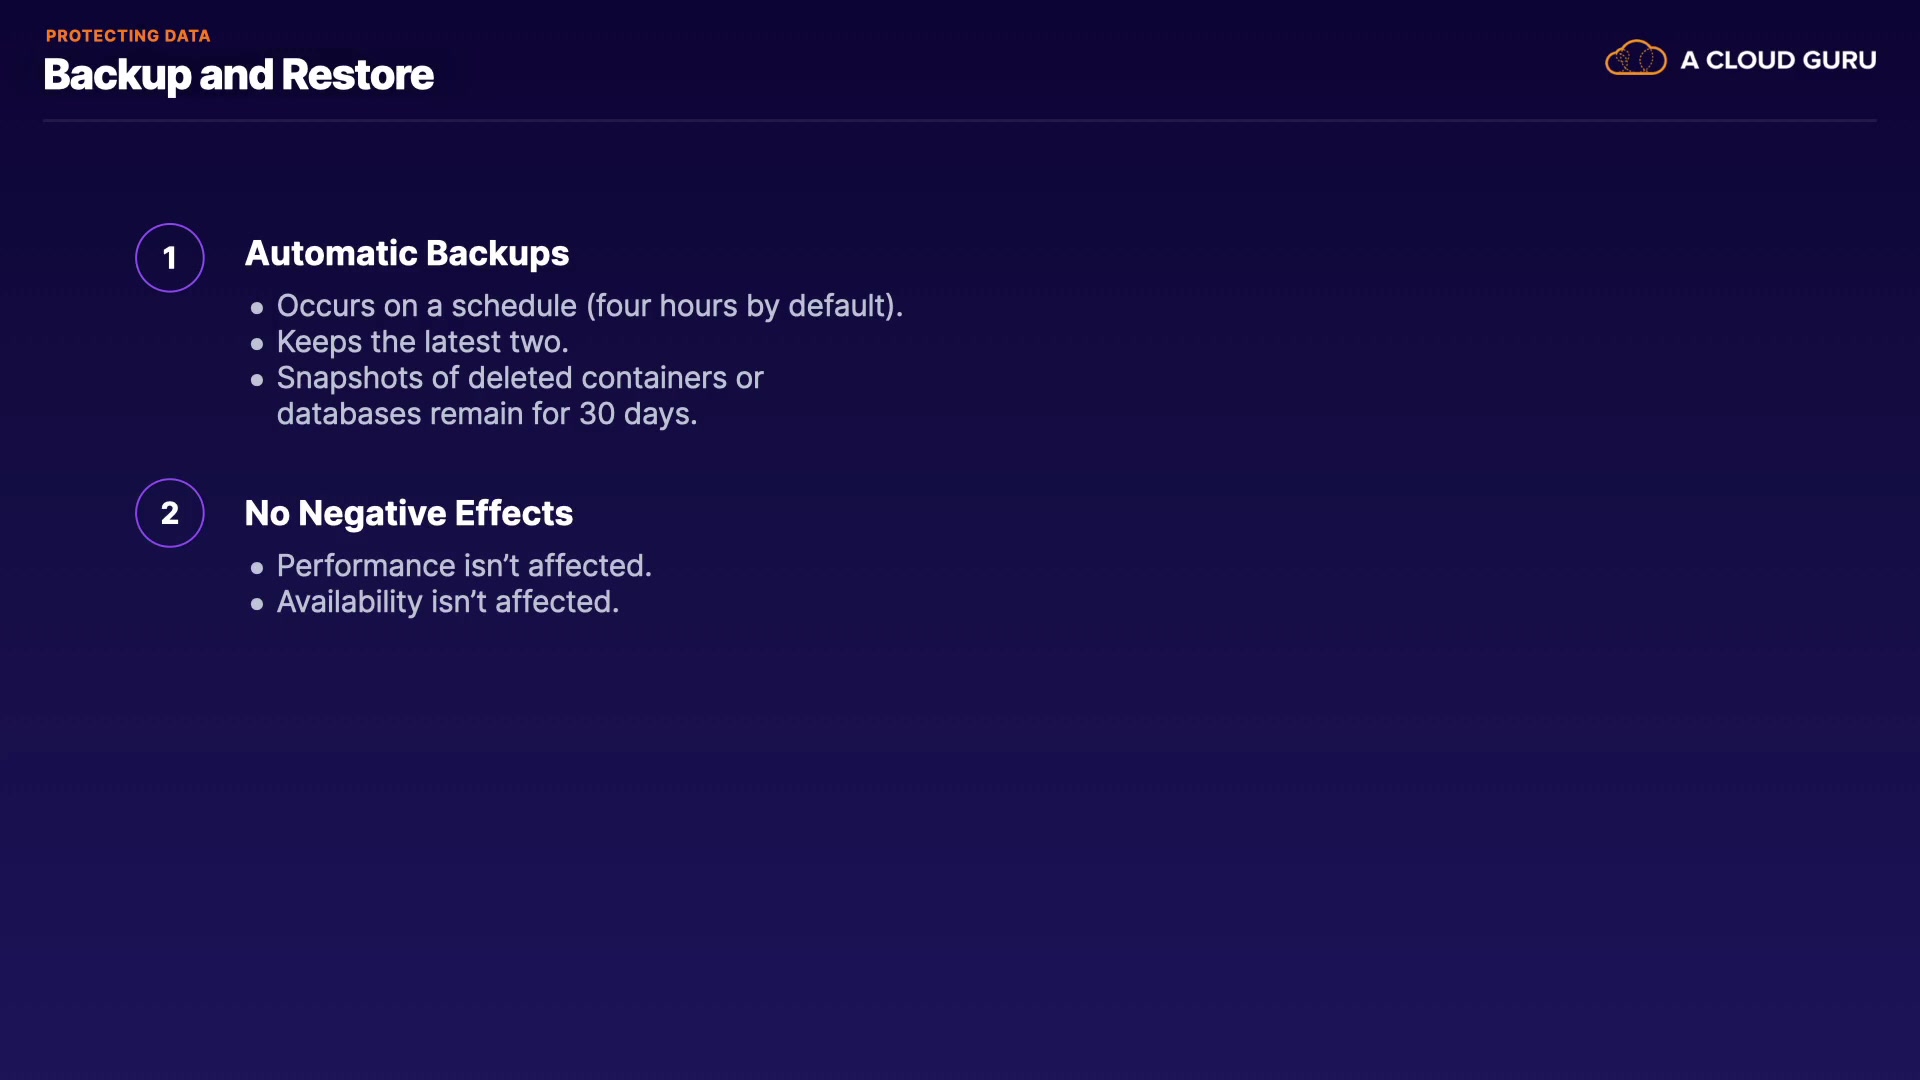 PROTECTING DATA
Backup and Restore
A CLOUD GURU
1
Automatic Backups
• Occurs on a schedule (four hours by default).
• Keeps the latest two.
• Snapshots of deleted containers or
databases remain for 30 days.
2
No Negative Effects
• Performance isn’t affected.
• Availability isn’t affected.